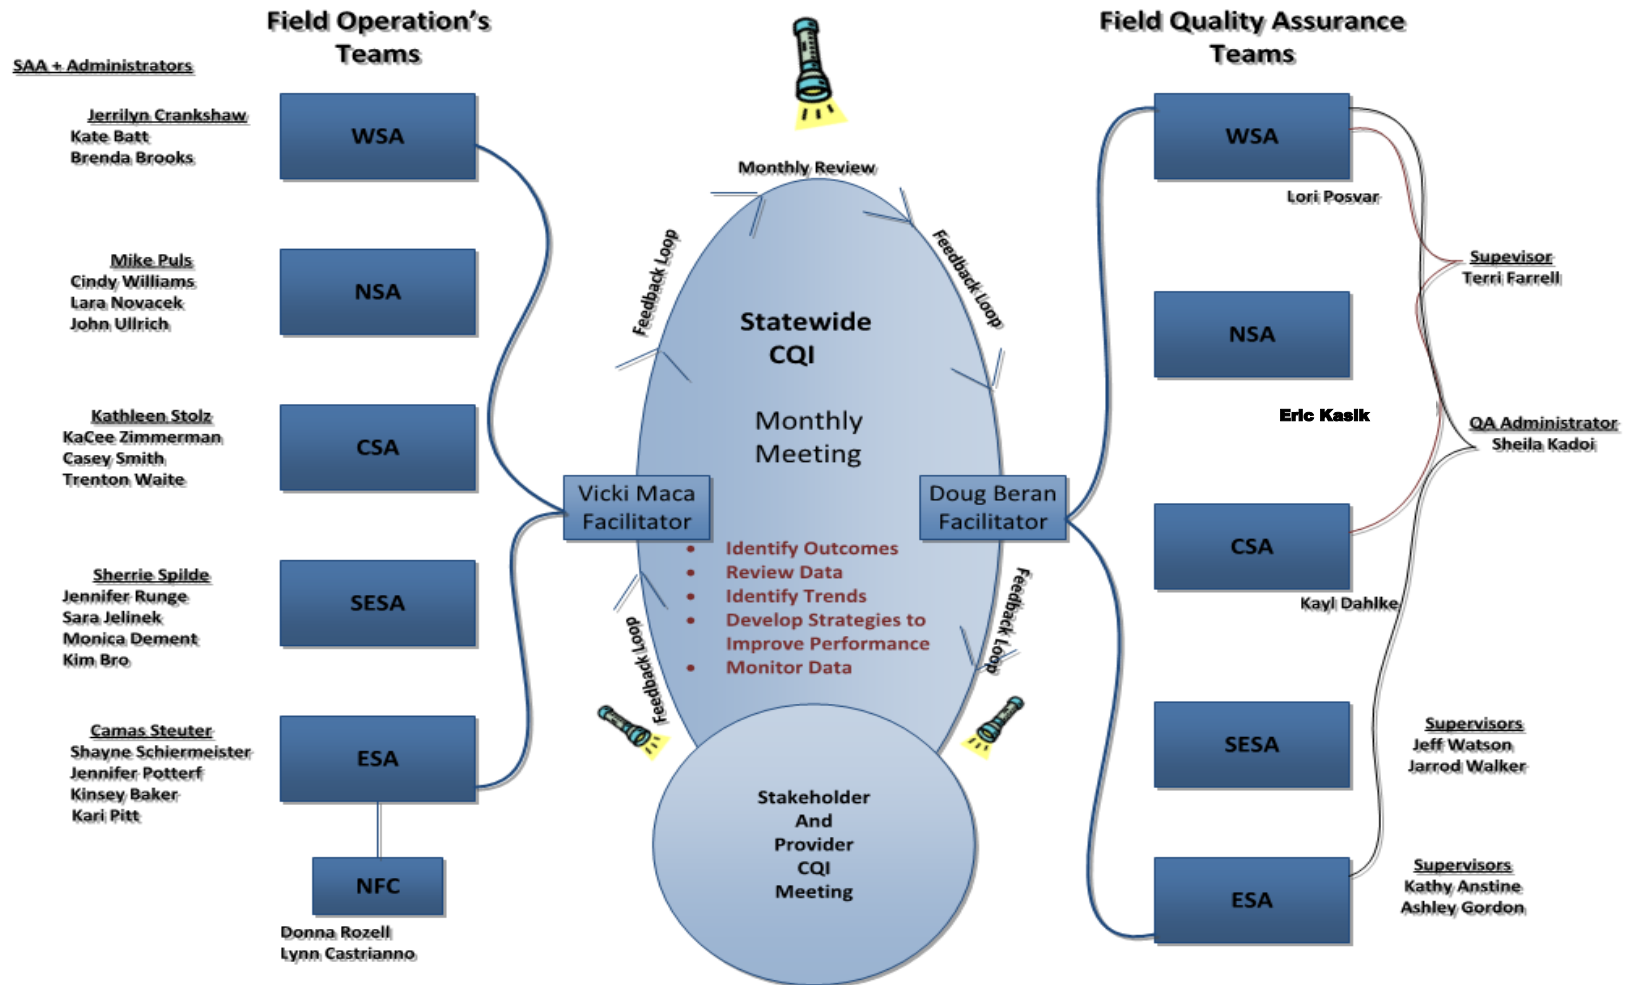 Field Operation's
Teams
SAA + Administrators
Jerrilyn Crankshaw
Kate Batt
Brenda Brooks
WSA
Mike Puls
Cindy Williams
Lara Novacek
John Ullrich
NSA
Kathleen Stolz
KaCee Zimmerman
Casey Smith
Trenton Waite
CSA
Sherrie Spilde
Jennifer Runge
Sara Jelinek
Monica Dement
Kim Bro
SESA
Camas Steuter
Shayne Schiermeister
Jennifer Potterf
Kinsey Baker
Kari Pitt
ESA
NFC
Donna Rozell
Lynn Castrianno
Monthly Review
Feedback Loop
Feedback Loop
Statewide
CQI
Monthly
Meeting
Vicki Maca
Facilitator
Doug Beran
Facilitator
• Identify Outcomes
• Review Data
• Identify Trends
• Develop Strategies to
Improve Performance
• Monitor Data
Feedback Loop
Feedback Loop
Stakeholder
And
Provider
CQI
Meeting
Field Quality Assurance
Teams
WSA
Lori Posvar
Supevisor
Terri Farrell
NSA
Eric Kasik
QA Administrator
Sheila Kadoi
CSA
Kayl Dahlke
SESA
Supervisors
Jeff Watson
Jarrod Walker
ESA
Supervisors
Kathy Anstine
Ashley Gordon